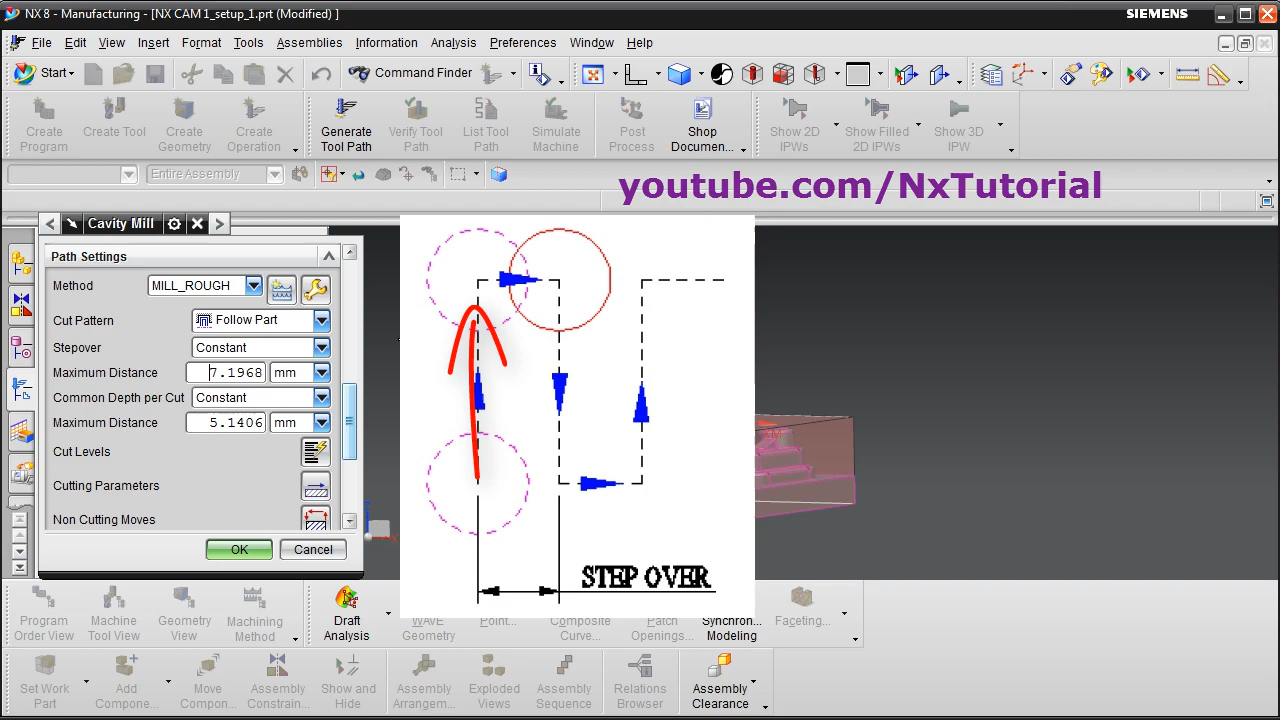 NX 8 - Manufacturing - [NX CAM 1_setup_1.prt (Modified) ]
SIEMENS
File Edit View Insert Format Tools Assemblies Information Analysis Preferences Window Help
Start Command Finder
Create Program
Create Tool
Create Geometry
Create Operation
Generate Tool Path
Verify Tool Path
List Tool Path
Simulate Machine
Post Process
Shop Documen...
Show 2D IPWs
Show Filled 2D IPWs
Show 3D IPW
Entire Assembly
youtube.com/NxTutorial
Cavity Mill
Path Settings
Method MILL_ROUGH
Cut Pattern Follow Part
Stepover Constant
Maximum Distance 7.1968 mm
Common Depth per Cut Constant
Maximum Distance 5.1406 mm
Cut Levels
Cutting Parameters
Non Cutting Moves
OK Cancel
STEP OVER
Program Order View
Machine Tool View
Geometry View
Machining Method
Draft Analysis
WAVE Geometry
Point...
Composite Curve...
Patch Openings...
Synchron... Modeling
Faceting...
Set Work Part
Add Compone...
Move Compon...
Assembly Constrain...
Show and Hide
Assembly Arrangem...
Exploded Views
Assembly Sequence
Relations Browser
Assembly Clearance